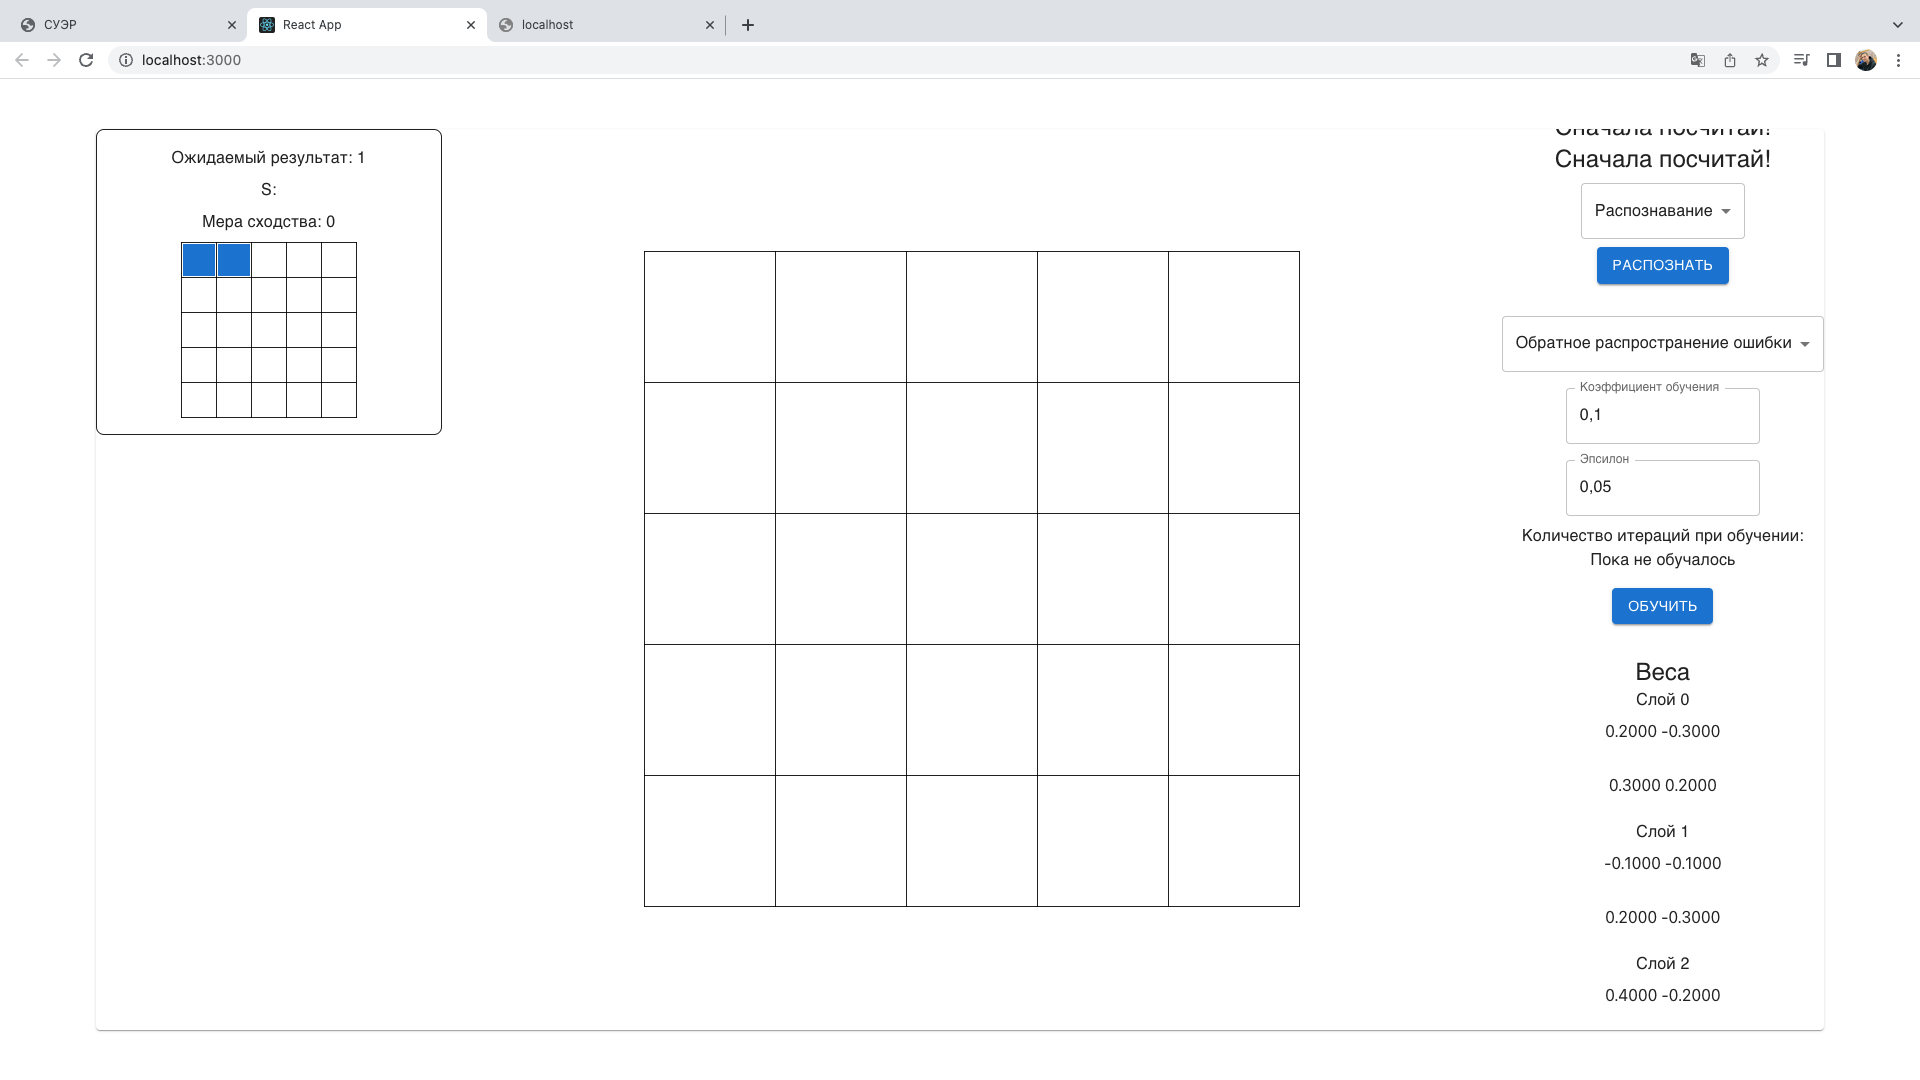 СУЭР
React App
localhost
localhost:3000
Ожидаемый результат: 1
S:
Мера сходства: 0
Сначала посчитай!
Сначала посчитай!
Распознавание
РАСПОЗНАТЬ
Обратное распространение ошибки
Коэффициент обучения
0,1
Эпсилон
0,05
Количество итераций при обучении:
Пока не обучалось
ОБУЧИТЬ
Веса
Слой 0
0.2000 -0.3000
0.3000 0.2000
Слой 1
-0.1000 -0.1000
0.2000 -0.3000
Слой 2
0.4000 -0.2000